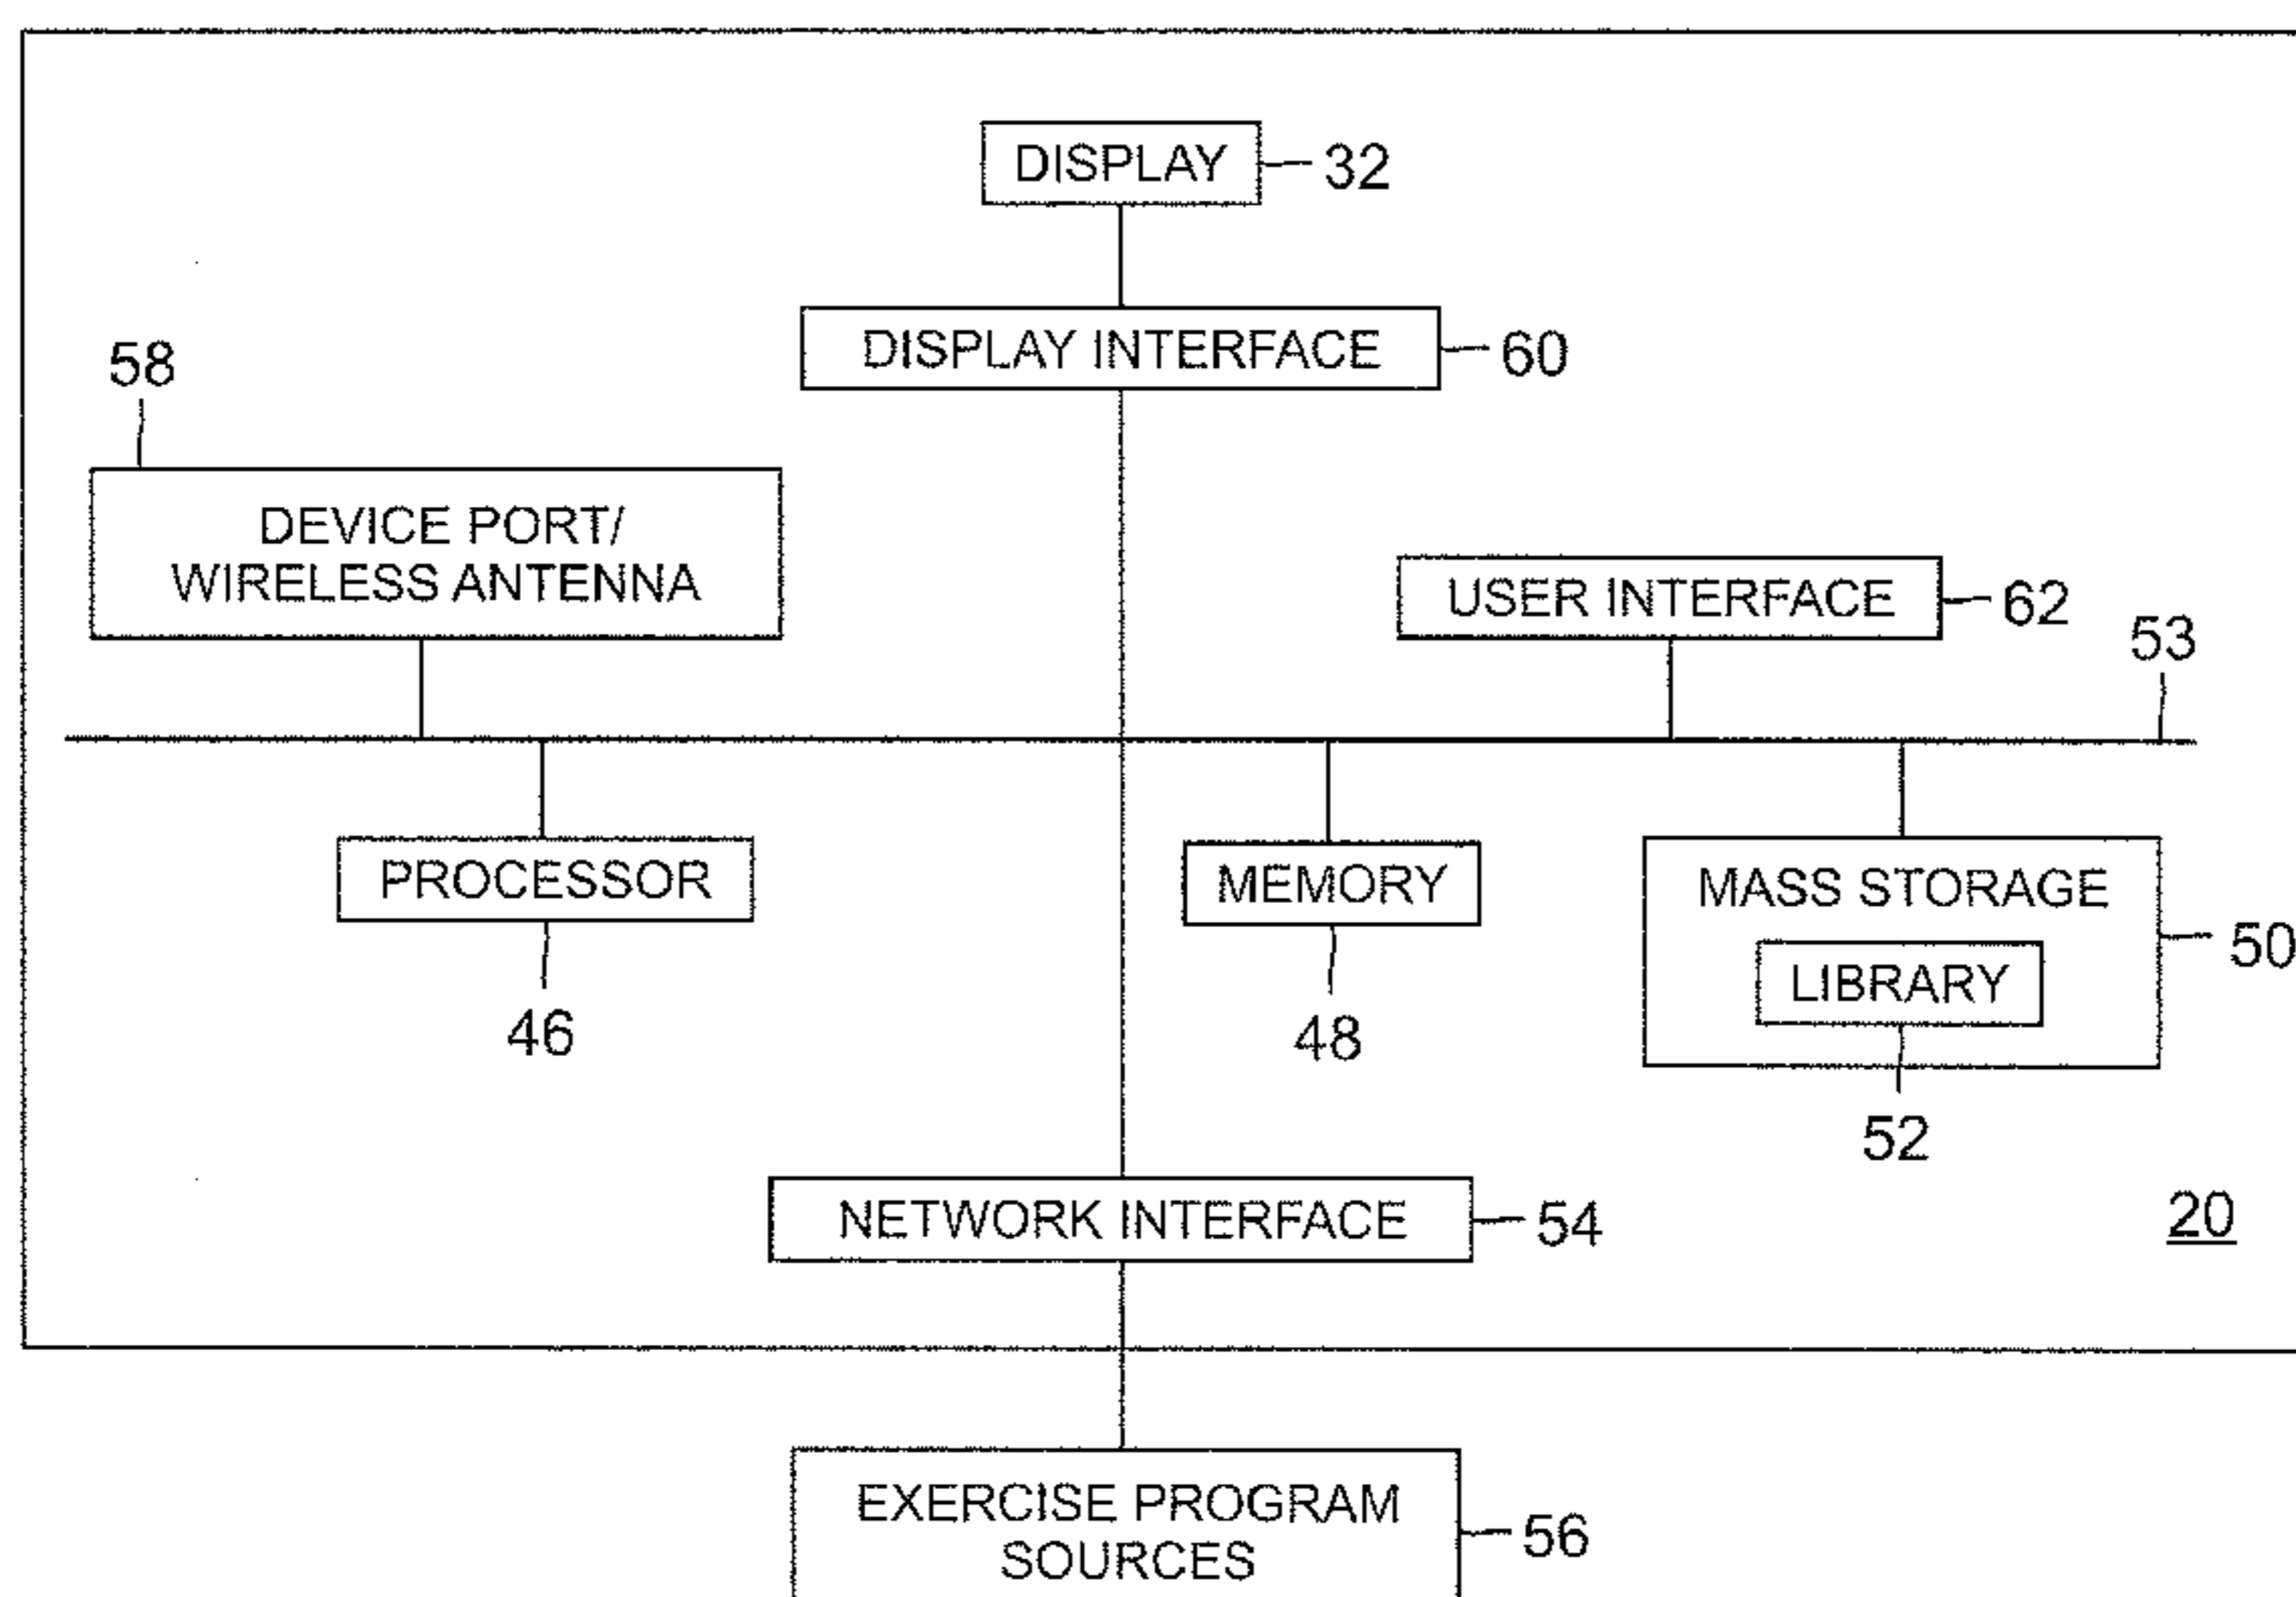 DISPLAY
32
DISPLAY INTERFACE
60
58
DEVICE PORT/
WIRELESS ANTENNA
USER INTERFACE
62
53
PROCESSOR
46
MEMORY
48
MASS STORAGE
50
LIBRARY
52
NETWORK INTERFACE
54
20
EXERCISE PROGRAM
SOURCES
56